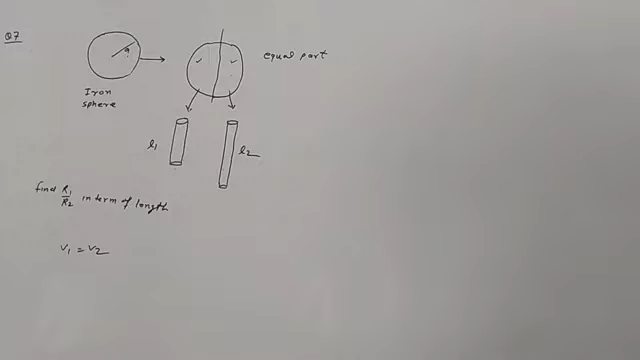 Q7
r
equal part
Iron
sphere
l1
l2
find R1/R2 in term of length
V1 = V2